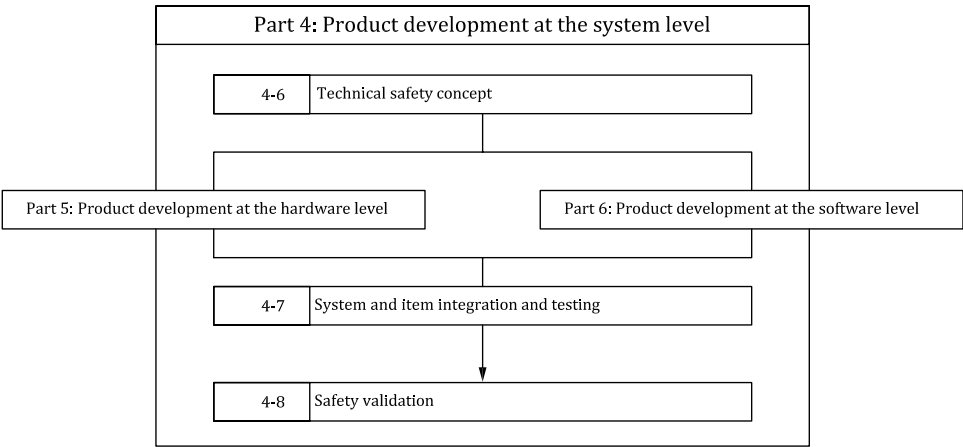 Part 4: Product development at the system level
4-6 Technical safety concept
Part 5: Product development at the hardware level
Part 6: Product development at the software level
4-7 System and item integration and testing
4-8 Safety validation